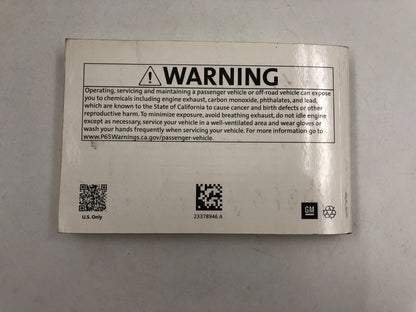 WARNING
Operating, servicing and maintaining a passenger vehicle or off-road vehicle can expose
you to chemicals including engine exhaust, carbon monoxide, phthalates, and lead,
which are known to the State of California to cause cancer and birth defects or other
reproductive harm. To minimize exposure, avoid breathing exhaust, do not idle engine
except as necessary, service your vehicle in a well-ventilated area and wear gloves or
wash your hands frequently when servicing your vehicle. For more information go to
www.P65Warnings.ca.gov/passenger-vehicle.
U.S. Only
23378946 A
GM